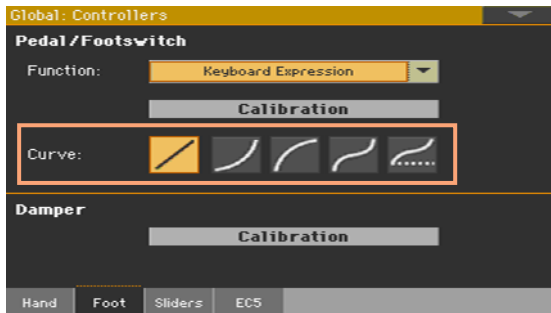 Global: Controllers
Pedal/Footswitch
Function: Keyboard Expression
Calibration
Curve:
Damper
Calibration
Hand Foot Sliders EC5